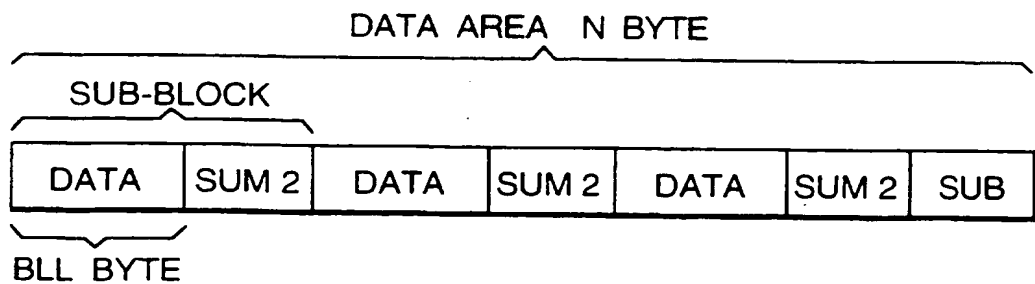 DATA AREA N BYTE
SUB-BLOCK
DATA SUM 2 DATA SUM 2 DATA SUM 2 SUB
BLL BYTE